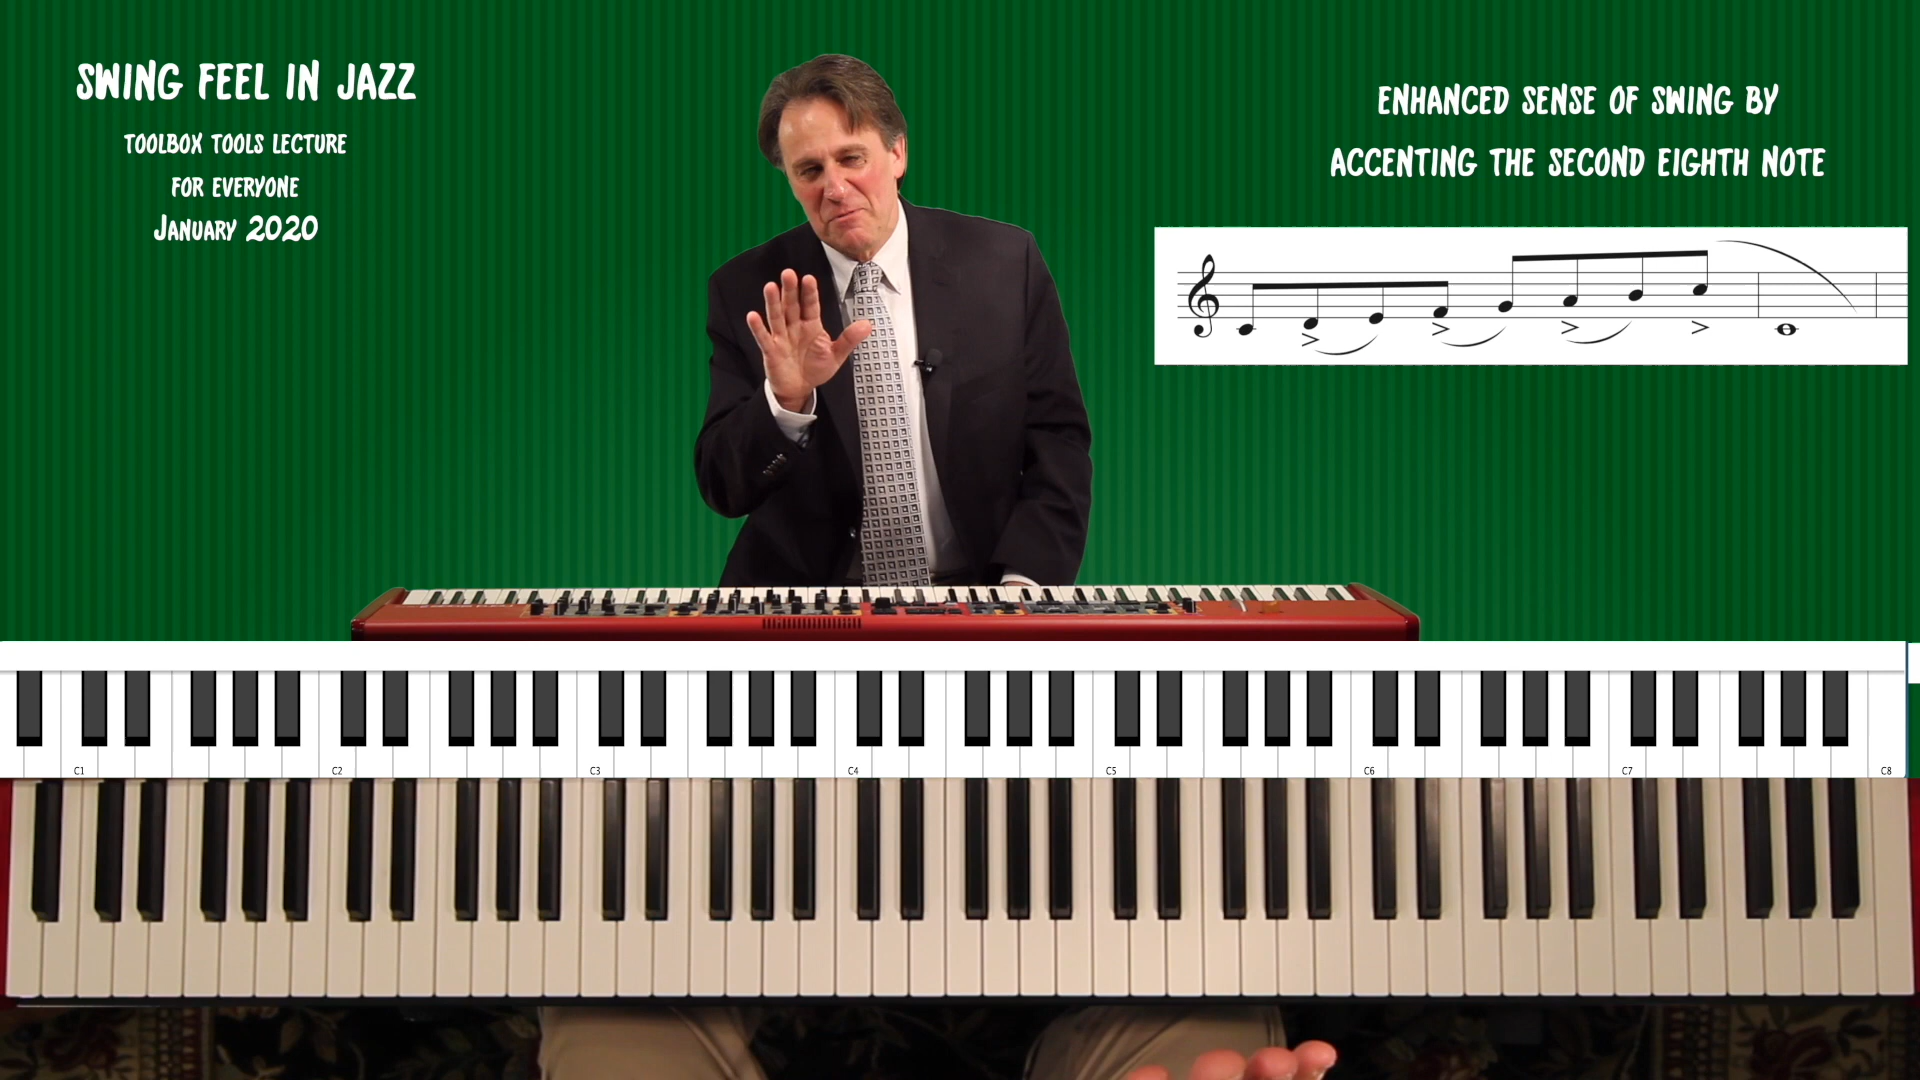 SWING FEEL IN JAZZ
TOOLBOX TOOLS LECTURE
FOR EVERYONE
JANUARY 2020
ENHANCED SENSE OF SWING BY
ACCENTING THE SECOND EIGHTH NOTE
C1 C2 C3 C4 C5 C6 C7 C8